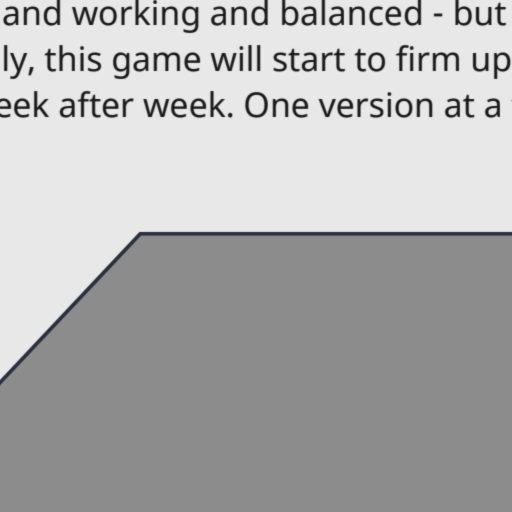 and working and balanced - but
ly, this game will start to firm up
eek after week. One version at a